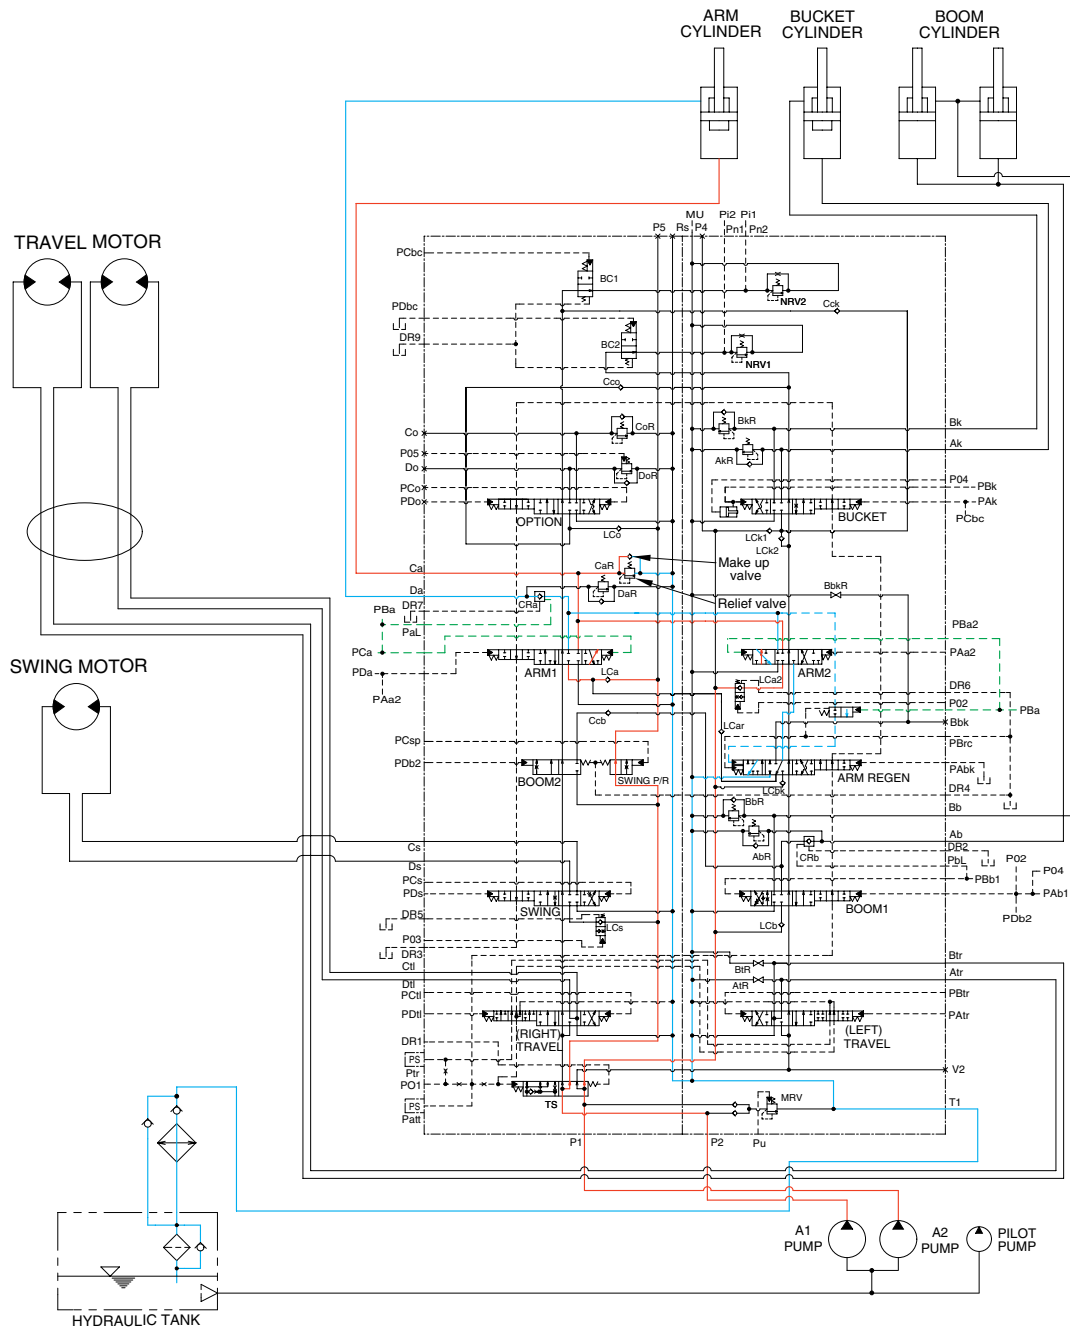 ARM
CYLINDER
BUCKET
CYLINDER
BOOM
CYLINDER
TRAVEL MOTOR
SWING MOTOR
P5
Rs
MU
P4
Pi2
Pn1
Pi1
Pn2
PCbc
BC1
NRV2
Cck
PDbc
DR9
BC2
NRV1
Cco
Co
CoR
BkR
Bk
Ak
P05
Do
DoR
AkR
PCo
PDo
OPTION
P04
PBk
PAk
PCbc
BUCKET
LCo
LCk1
LCk2
Ca
CaR
Make up
valve
Da
DaR
Relief valve
BbkR
CRa
PBa
DR7
PaL
PCa
PBa2
PDa
ARM1
LCa
ARM2
PAa2
PAa2
LCa2
DR6
P02
PBa
Ccb
LCar
Bbk
PCsp
PBrc
PDb2
BOOM2
SWING P/R
ARM REGEN
PAbk
LCbk
DR4
BbR
Bb
AbR
CRb
Ab
Cs
DR2
Ds
PbL
P02
P04
PCs
PBb1
PDs
SWING
BOOM1
PAb1
PDb2
DR5
LCs
LCb
P03
DR3
Btr
Ctl
BtR
Atr
Dtl
AtR
PCtl
PBtr
PDtl
PAtr
(RIGHT)
TRAVEL
(LEFT)
TRAVEL
DR1
PS
Ptr
PO1
V2
PS
TS
MRV
Patt
T1
P1
P2
Pu
A1
PUMP
A2
PUMP
PILOT
PUMP
HYDRAULIC TANK